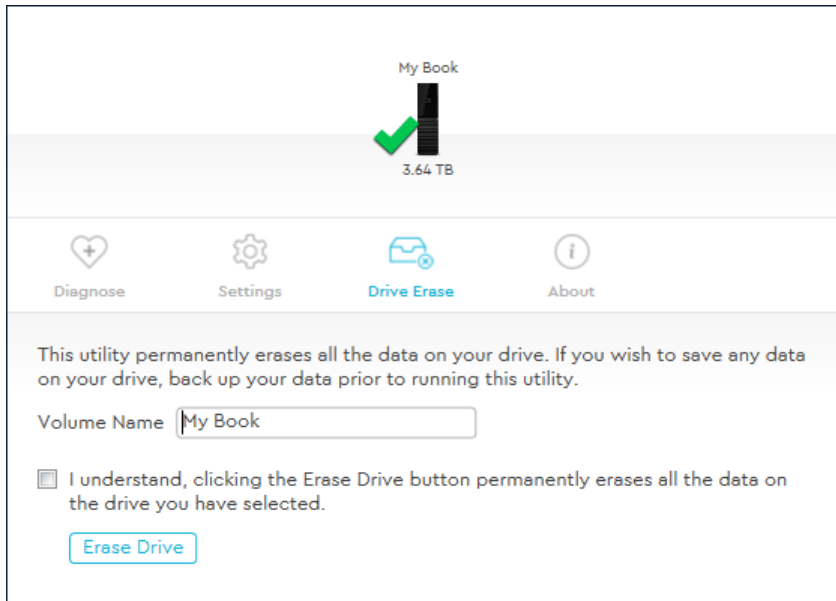 My Book
3.64 TB
Diagnose
Settings
Drive Erase
About
This utility permanently erases all the data on your drive. If you wish to save any data
on your drive, back up your data prior to running this utility.
Volume Name My Book
I understand, clicking the Erase Drive button permanently erases all the data on
the drive you have selected.
Erase Drive